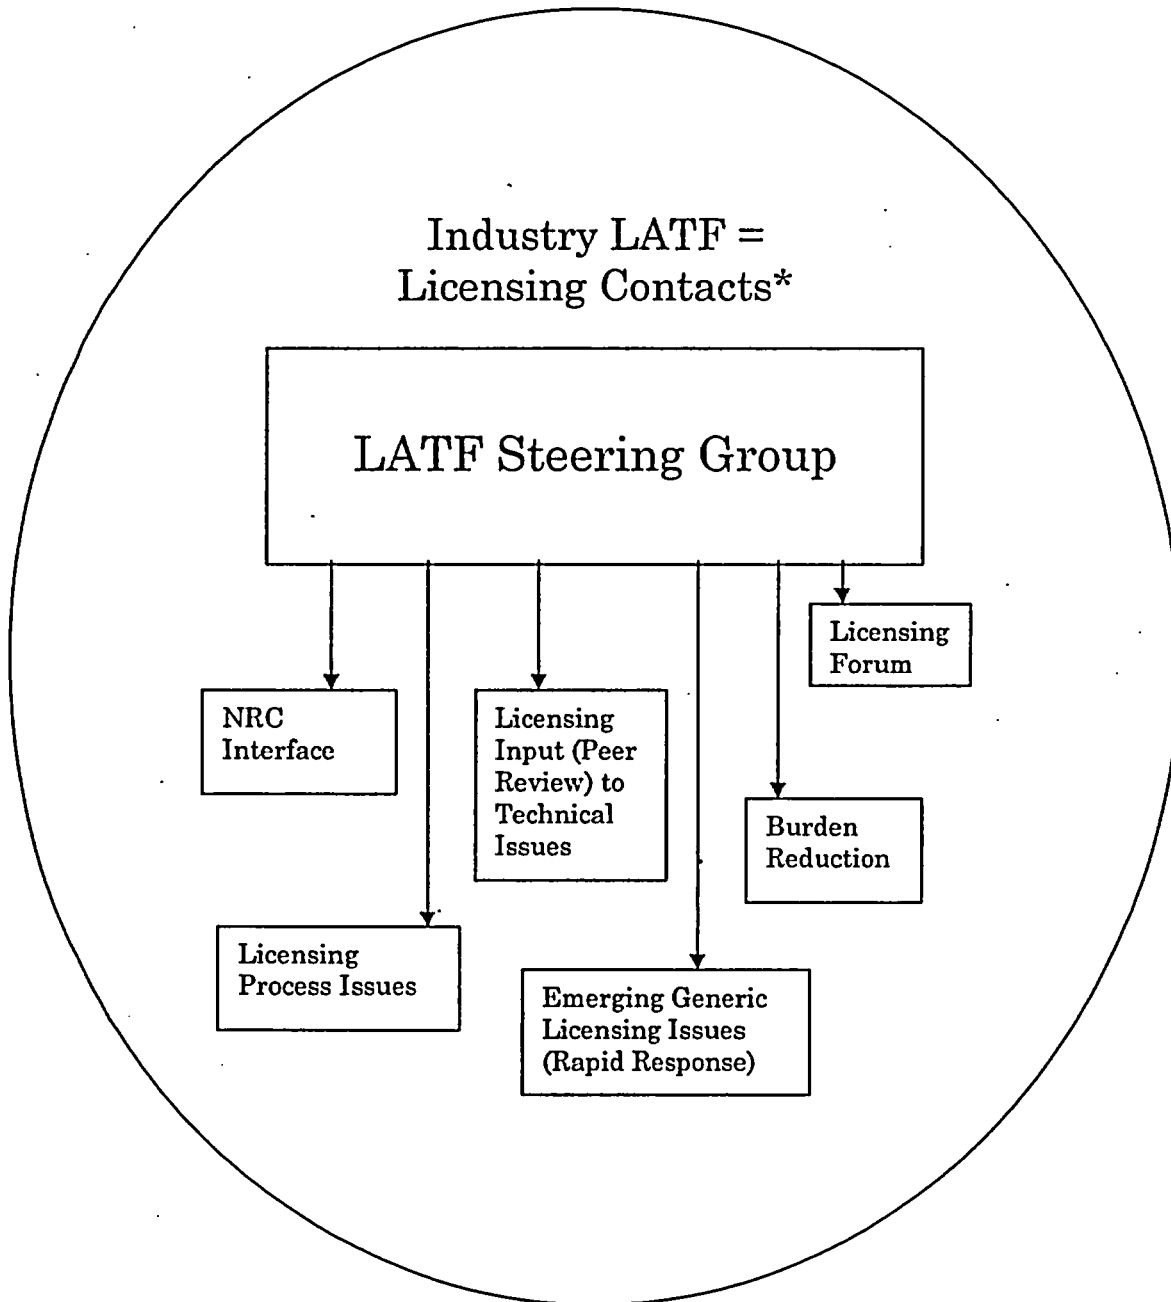 Industry LATF =
Licensing Contacts*
LATF Steering Group
Licensing
Forum
NRC
Interface
Licensing
Input (Peer
Review) to
Technical
Issues
Burden
Reduction
Licensing
Process Issues
Emerging Generic
Licensing Issues
(Rapid Response)